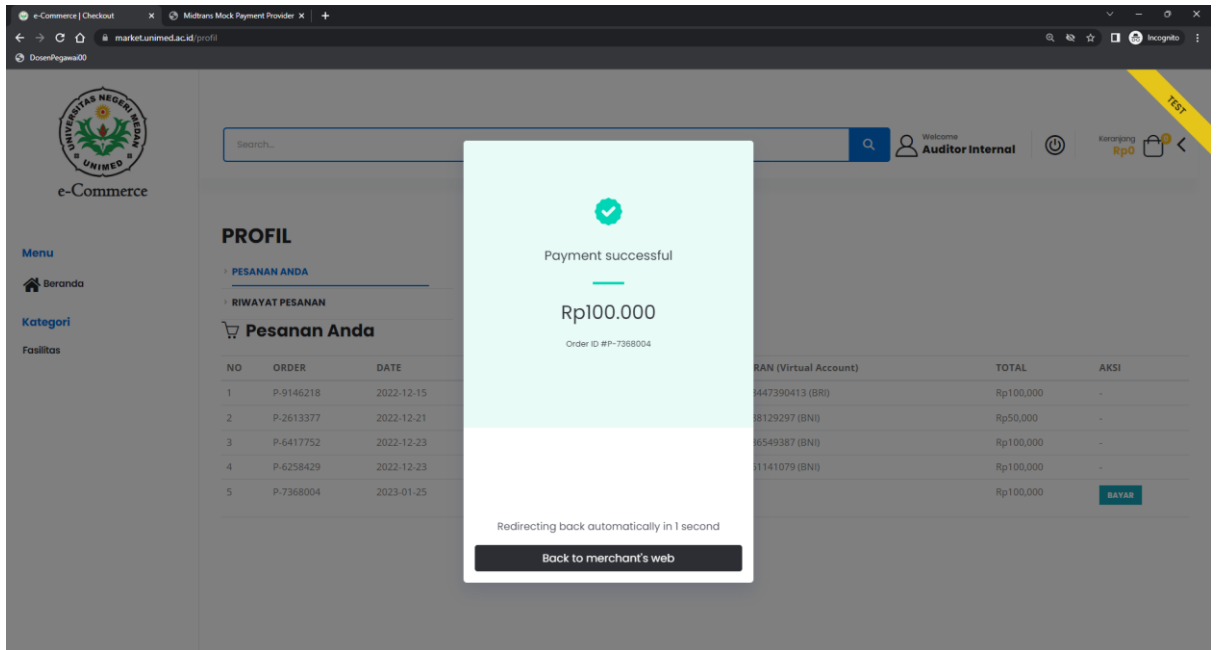 e-Commerce | Checkout
Midtrans Mock Payment Provider
market.unimed.ac.id/profil
Incognito
DosenPegawai00
TEST
UNIVERSITAS NEGERI MEDAN
UNIMED
e-Commerce
Search...
Welcome
Auditor Internal
Keranjang
Rp0
0
Menu
Beranda
Kategori
Fasilitas
PROFIL
PESANAN ANDA
RIWAYAT PESANAN
Pesanan Anda
NO ORDER DATE RAN (Virtual Account) TOTAL AKSI
1 P-9146218 2022-12-15 8447390413 (BRI) Rp100,000 -
2 P-2613377 2022-12-21 38129297 (BNI) Rp50,000 -
3 P-6417752 2022-12-23 36549387 (BNI) Rp100,000 -
4 P-6258429 2022-12-23 51141079 (BNI) Rp100,000 -
5 P-7368004 2023-01-25 Rp100,000 BAYAR
Payment successful
Rp100.000
Order ID #P-7368004
Redirecting back automatically in 1 second
Back to merchant's web